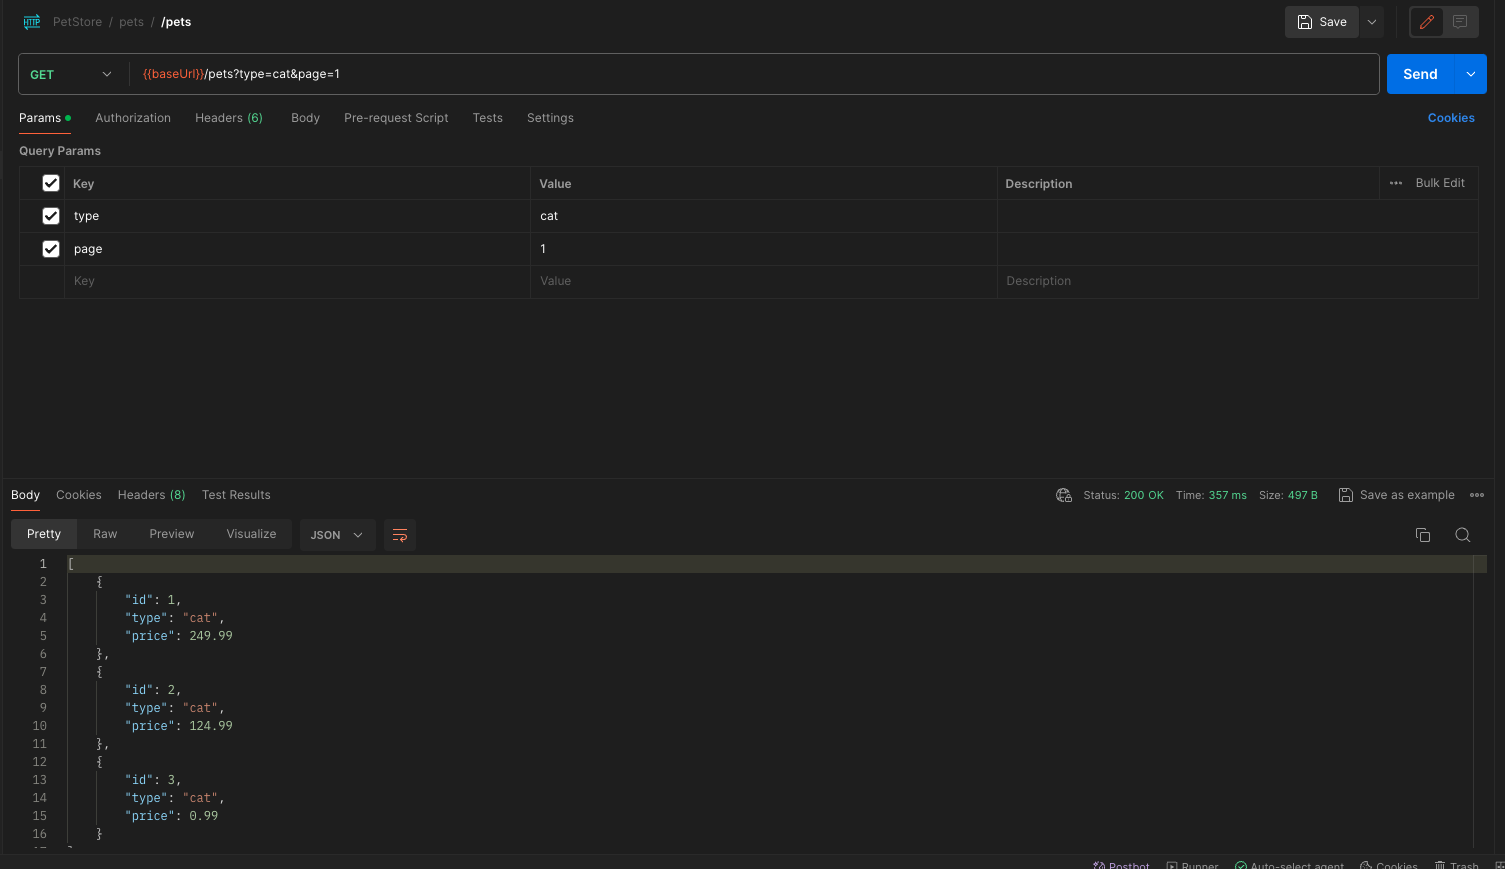 HTTP PetStore / pets / /pets Save
GET {{baseUrl}}/pets?type=cat&page=1 Send
Params Authorization Headers (6) Body Pre-request Script Tests Settings Cookies
Query Params
Key Value Description ••• Bulk Edit
type cat
page 1
Key Value Description
Body Cookies Headers (8) Test Results Status: 200 OK Time: 357 ms Size: 497 B Save as example •••
Pretty Raw Preview Visualize JSON
1 [
2 {
3 "id": 1,
4 "type": "cat",
5 "price": 249.99
6 },
7 {
8 "id": 2,
9 "type": "cat",
10 "price": 124.99
11 },
12 {
13 "id": 3,
14 "type": "cat",
15 "price": 0.99
16 }
17 ]
Postbot Runner Auto-select agent Cookies Trash